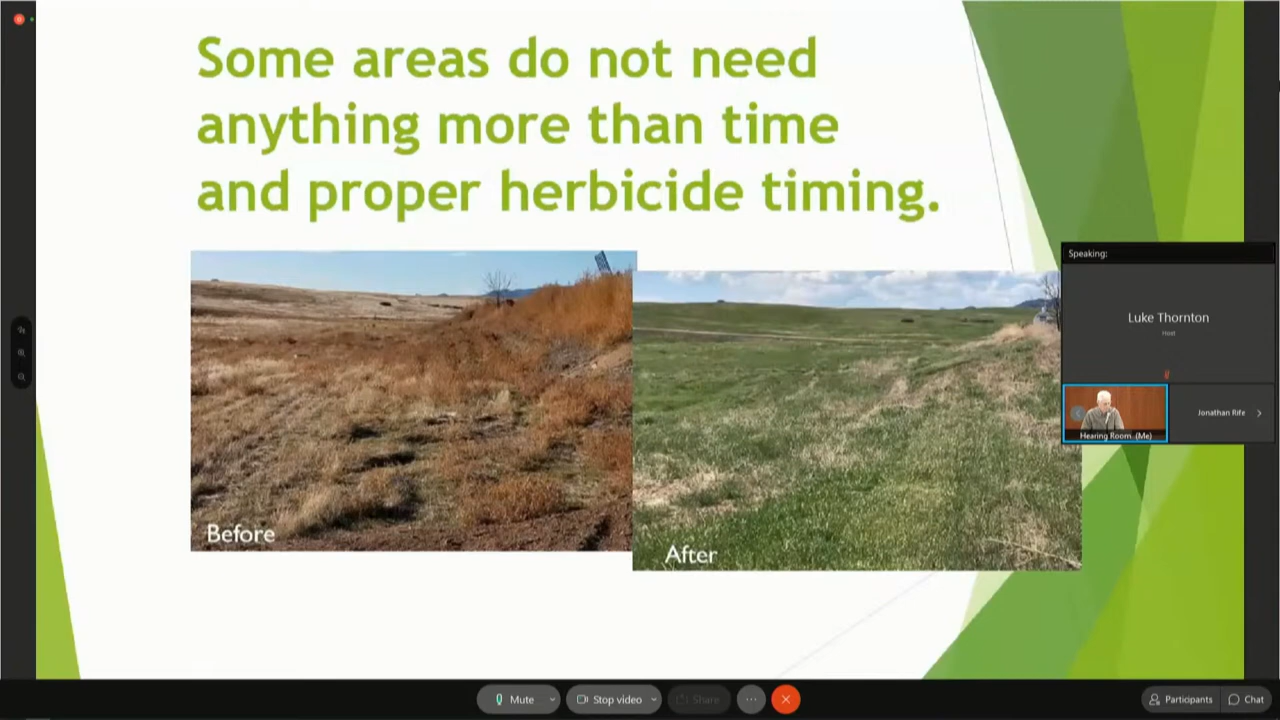 Some areas do not need
anything more than time
and proper herbicide timing.
Before
After
Speaking:
Luke Thornton
Host
Hearing Room (Me)
Jonathan Rife
Mute
Stop video
Share
Participants
Chat